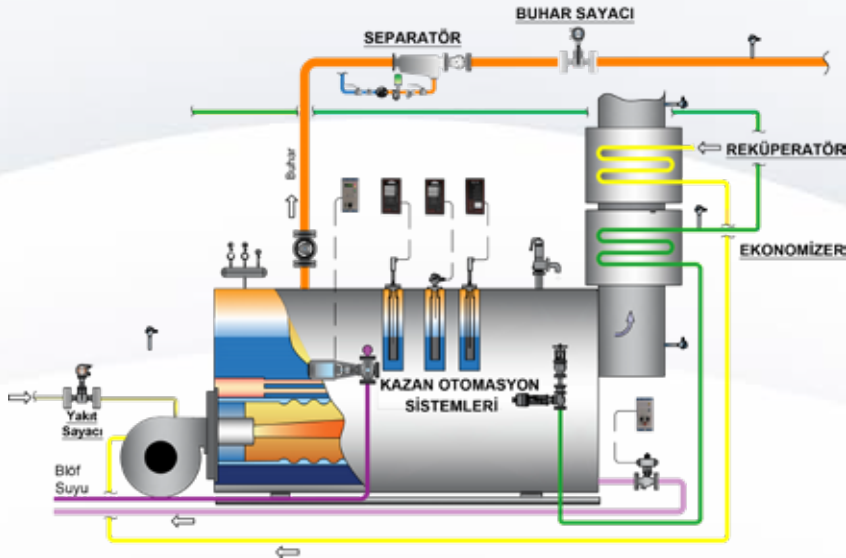 BUHAR SAYACI
SEPARATÖR
REKÜPERATÖR
Buhar
EKONOMİZER
KAZAN OTOMASYON
SİSTEMLERİ
Yakıt
Sayacı
Blöf
Suyu